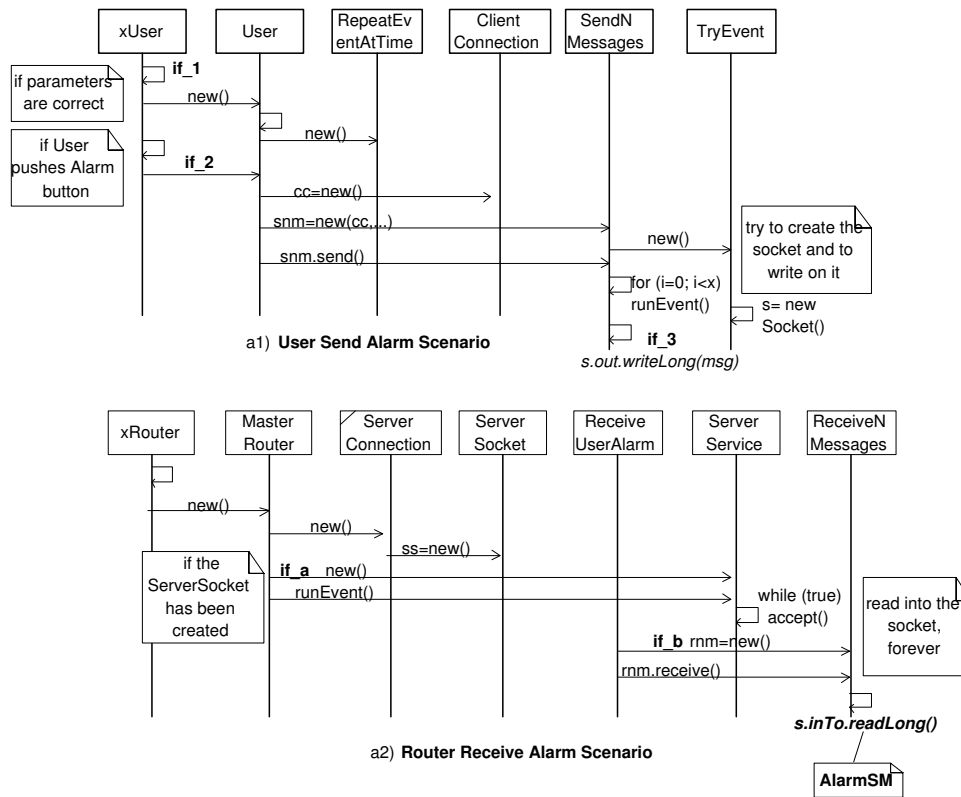 xUser
User
RepeatEv
entAtTime
Client
Connection
SendN
Messages
TryEvent
if parameters
are correct
if_1
new()
new()
if User
pushes Alarm
button
if_2
cc=new()
snm=new(cc,...)
new()
try to create the
socket and to
write on it
snm.send()
for (i=0; i<x)
runEvent()
s= new
Socket()
if_3
s.out.writeLong(msg)
a1) User Send Alarm Scenario
xRouter
Master
Router
Server
Connection
Server
Socket
Receive
UserAlarm
Server
Service
ReceiveN
Messages
new()
new()
ss=new()
if the
ServerSocket
has been
created
if_a new()
runEvent()
while (true)
accept()
read into the
socket,
forever
if_b rnm=new()
rnm.receive()
s.inTo.readLong()
a2) Router Receive Alarm Scenario
AlarmSM